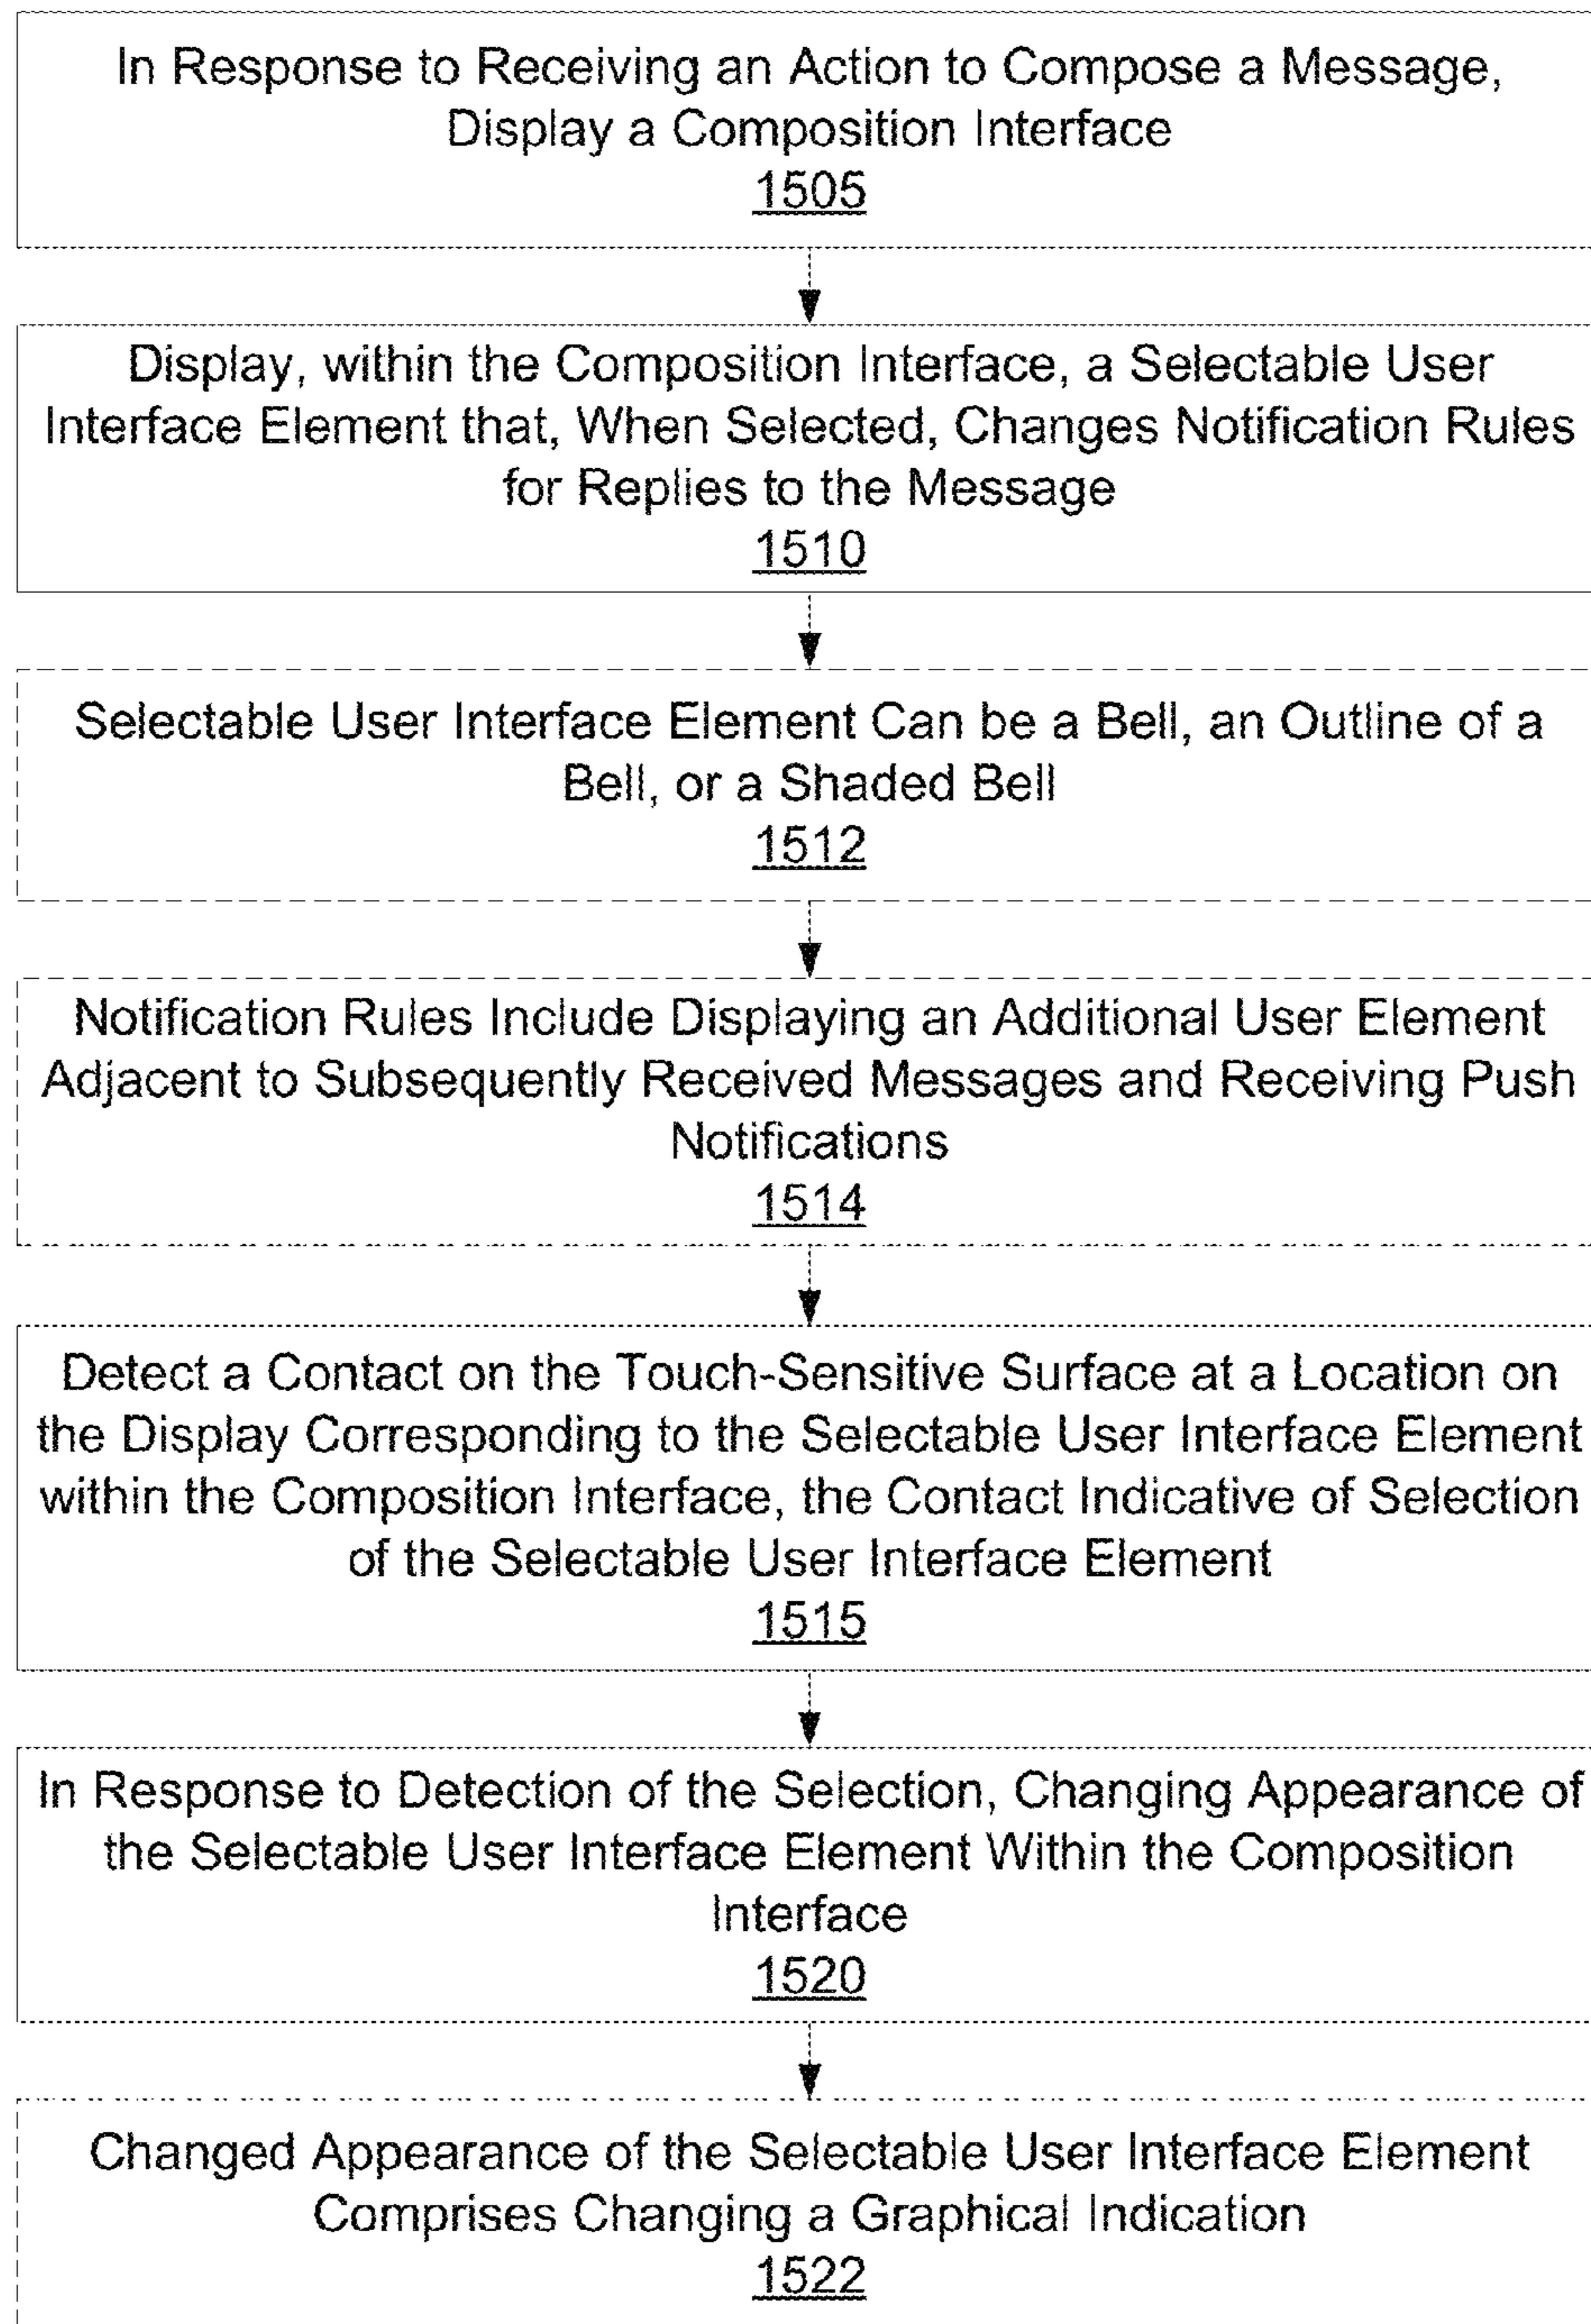 In Response to Receiving an Action to Compose a Message,
Display a Composition Interface
1505
Display, within the Composition Interface, a Selectable User
Interface Element that, When Selected, Changes Notification Rules
for Replies to the Message
1510
Selectable User Interface Element Can be a Bell, an Outline of a
Bell, or a Shaded Bell
1512
Notification Rules Include Displaying an Additional User Element
Adjacent to Subsequently Received Messages and Receiving Push
Notifications
1514
Detect a Contact on the Touch-Sensitive Surface at a Location on
the Display Corresponding to the Selectable User Interface Element
within the Composition Interface, the Contact Indicative of Selection
of the Selectable User Interface Element
1515
In Response to Detection of the Selection, Changing Appearance of
the Selectable User Interface Element Within the Composition
Interface
1520
Changed Appearance of the Selectable User Interface Element
Comprises Changing a Graphical Indication
1522